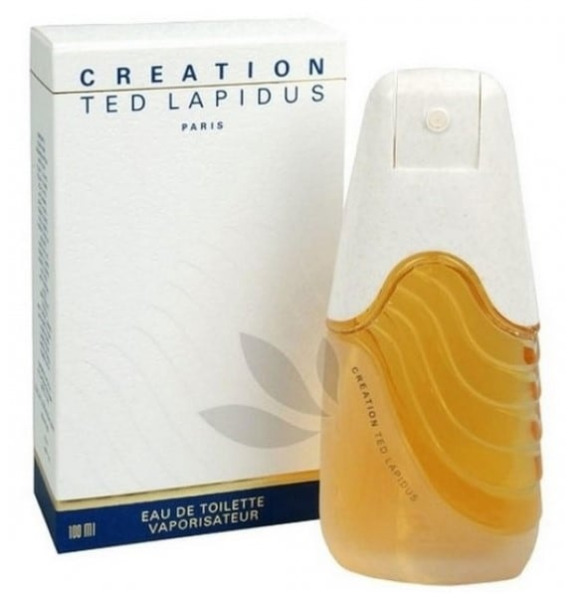 CREATION
TED LAPIDUS
PARIS
EAU DE TOILETTE
VAPORISATEUR
100 ml
CREATION TED LAPIDUS